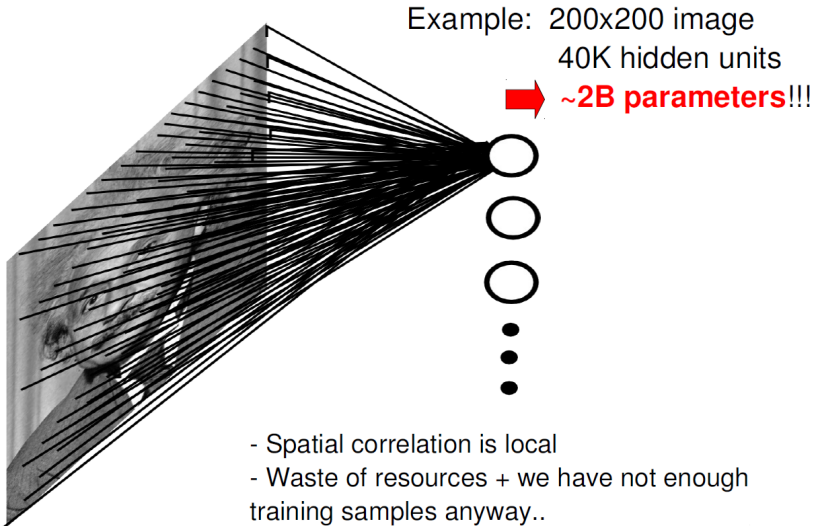 Example:  200x200 image
40K hidden units
~2B parameters!!!
- Spatial correlation is local
- Waste of resources + we have not enough
training samples anyway..